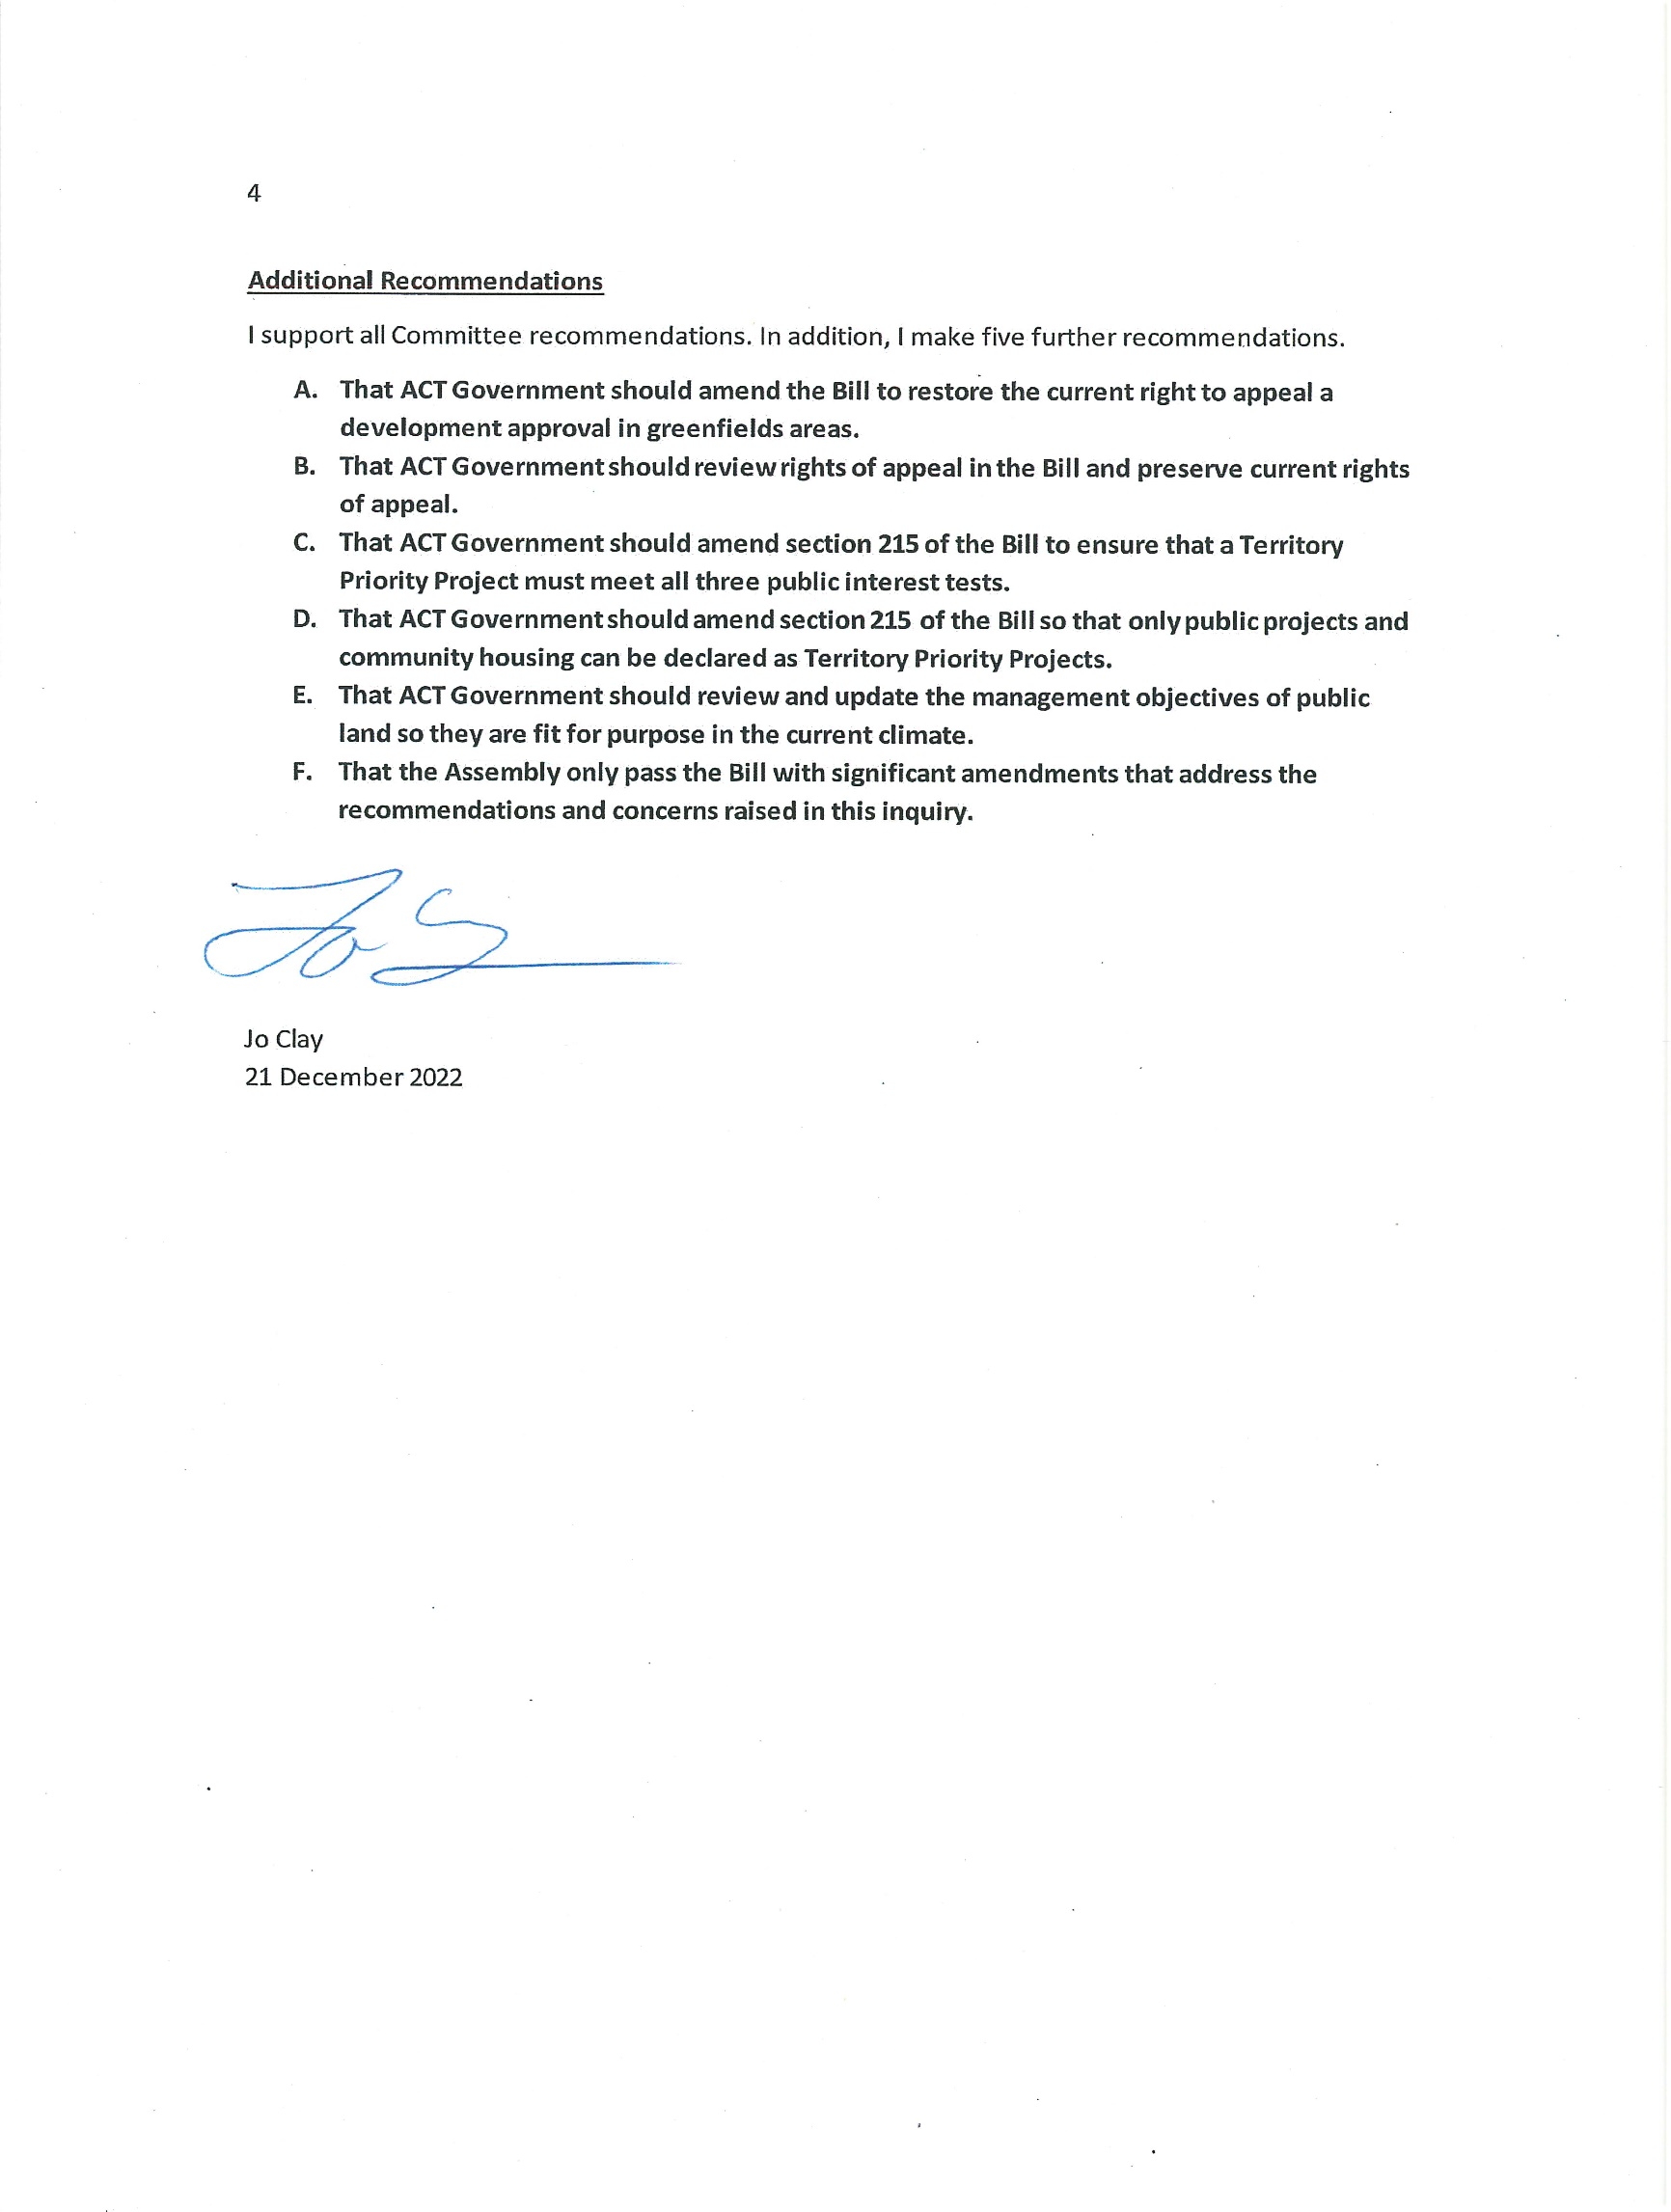 4
Additional Recommendations
I support all Committee recommendations. In addition, I make five further recommendations.
A. That ACT Government should amend the Bill to restore the current right to appeal a
development approval in greenfields areas.
B. That ACT Government should review rights of appeal in the Bill and preserve current rights
of appeal.
C. That ACT Government should amend section 215 of the Bill to ensure that a Territory
Priority Project must meet all three public interest tests.
D. That ACT Government should amend section 215 of the Bill so that only public projects and
community housing can be declared as Territory Priority Projects.
E. That ACT Government should review and update the management objectives of public
land so they are fit for purpose in the current climate.
F. That the Assembly only pass the Bill with significant amendments that address the
recommendations and concerns raised in this inquiry.
Jo Clay
21 December 2022